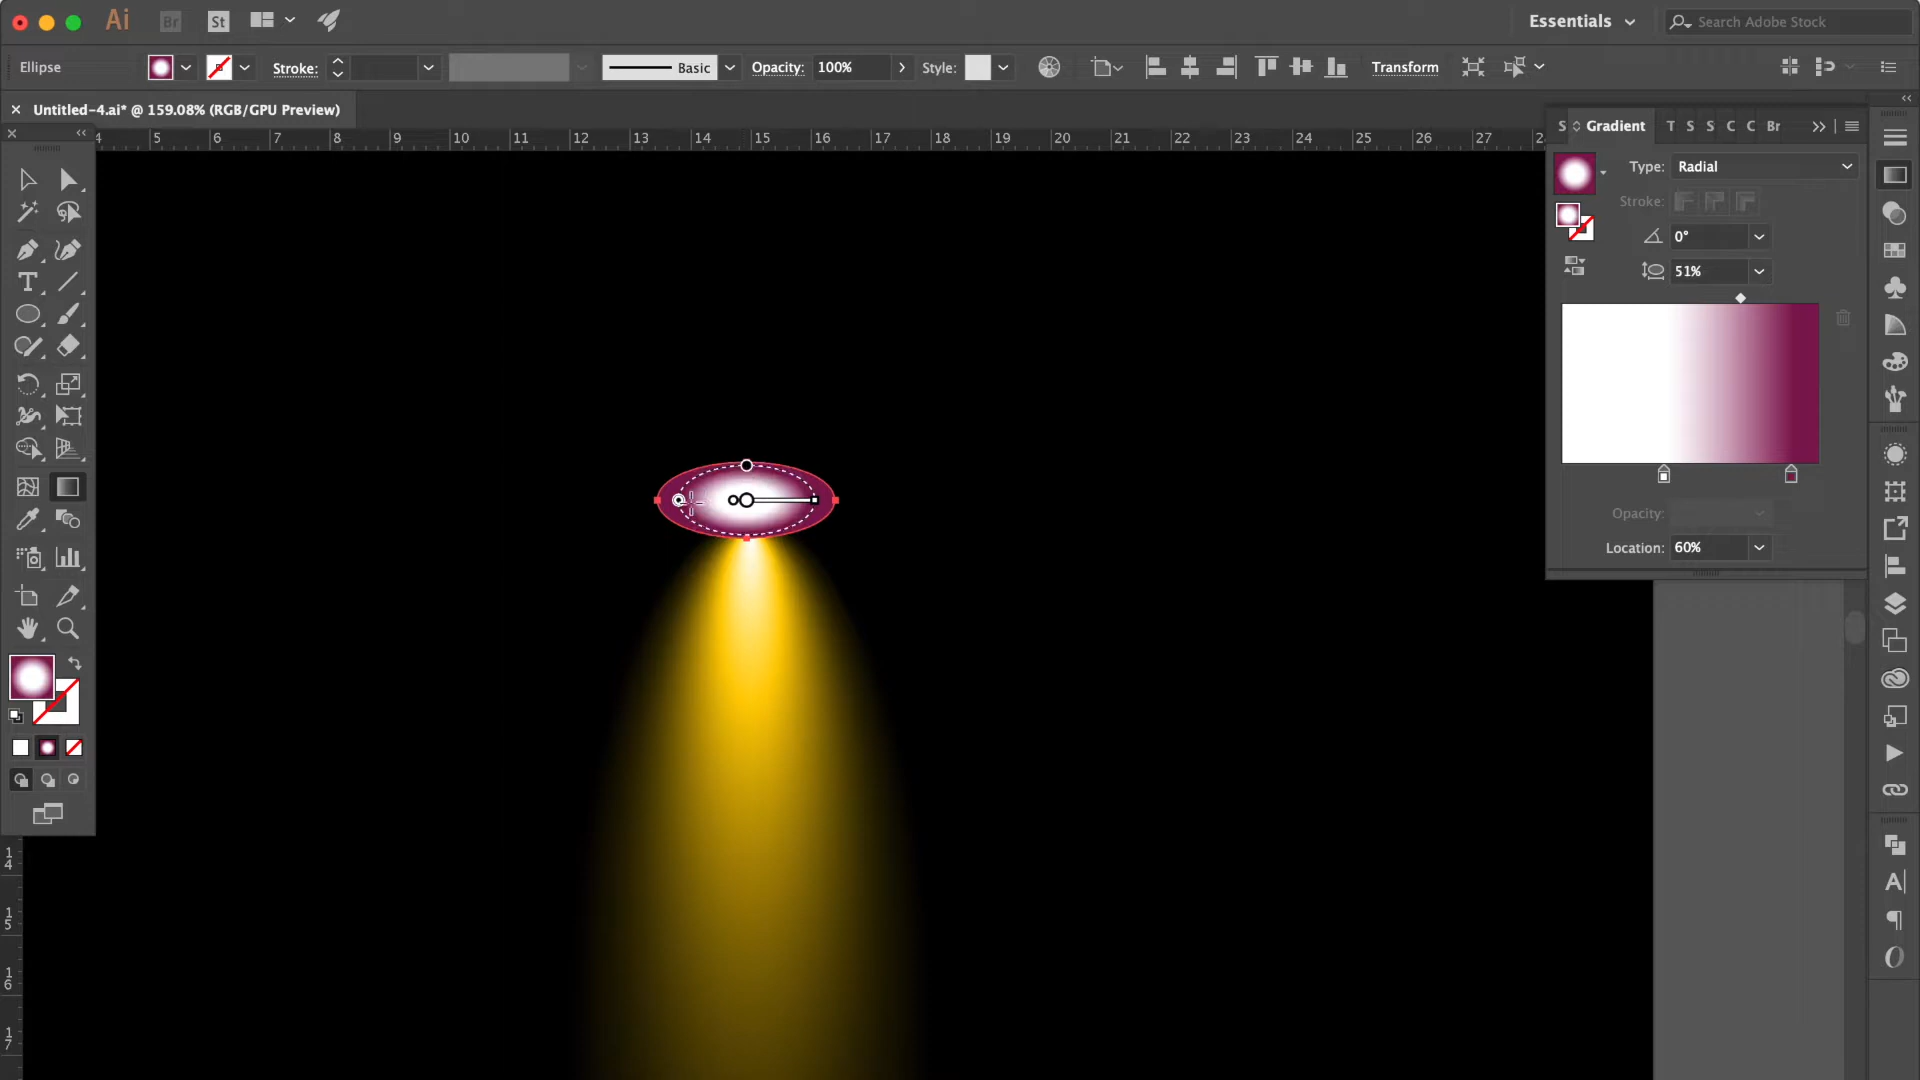 Ai Br St Essentials Search Adobe Stock
Ellipse Stroke: Basic Opacity: 100% Style: Transform
× Untitled-4.ai* @ 159.08% (RGB/GPU Preview)
4 5 6 7 8 9 10 11 12 13 14 15 16 17 18 19 20 21 22 23 24 25 26 27
S Gradient T S S C C Br
Type: Radial
Stroke:
0°
51%
Opacity:
Location: 60%
14
15
16
17